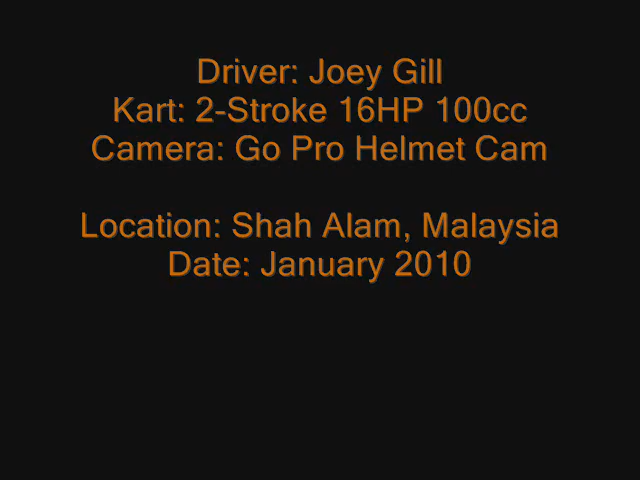 Driver: Joey Gill
Kart: 2-Stroke 16HP 100cc
Camera: Go Pro Helmet Cam
Location: Shah Alam, Malaysia
Date: January 2010